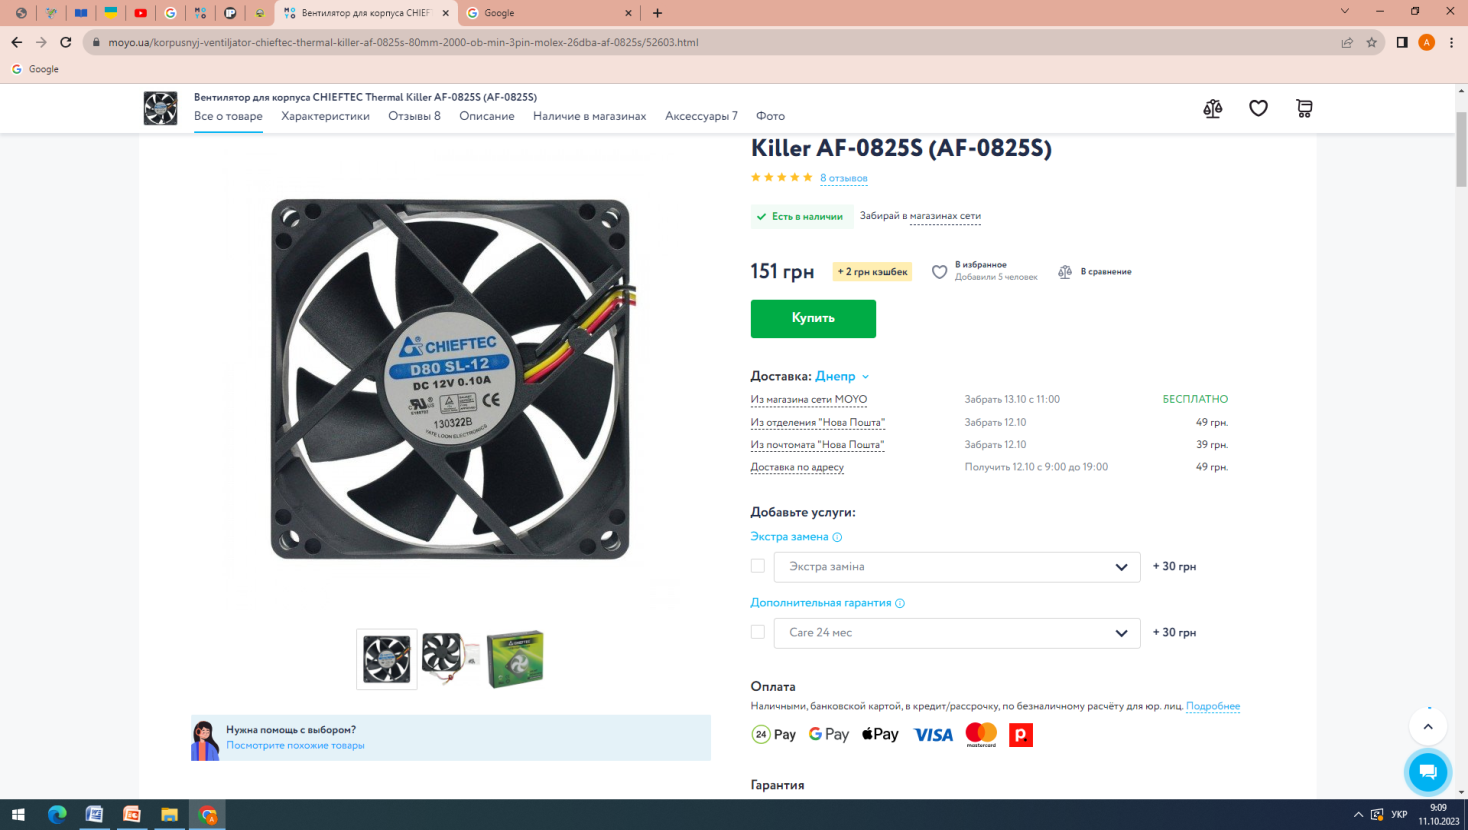 Вентилятор для корпуса CHIEF
Google
moyo.ua/korpusnyj-ventiljator-chieftec-thermal-killer-af-0825s-80mm-2000-ob-min-3pin-molex-26dba-af-0825s/52603.html
A
Google
Вентилятор для корпуса CHIEFTEC Thermal Killer AF-0825S (AF-0825S)
Все о товаре Характеристики Отзывы 8 Описание Наличие в магазинах Аксессуары 7 Фото
Killer AF-0825S (AF-0825S)
8 отзывов
Есть в наличии Забирай в магазинах сети
151 грн + 2 грн кэшбек В избранное Добавили 5 человек В сравнение
Купить
CHIEFTEC
D80 SL-12
DC 12V 0.10A
CE
130322B
YATE LOON ELECTRONICS
Доставка: Днепр
Из магазина сети MOYO Забрать 13.10 с 11:00 БЕСПЛАТНО
Из отделения "Нова Пошта" Забрать 12.10 49 грн.
Из почтомата "Нова Пошта" Забрать 12.10 39 грн.
Доставка по адресу Получить 12.10 с 9:00 до 19:00 49 грн.
Добавьте услуги:
Экстра замена
Экстра заміна + 30 грн
Дополнительная гарантия
Care 24 мес + 30 грн
CHIEFTEC
Оплата
Наличными, банковской картой, в кредит/рассрочку, по безналичному расчёту для юр. лиц. Подробнее
24 Pay G Pay Pay VISA mastercard p
Нужна помощь с выбором?
Посмотрите похожие товары
Гарантия
УКР
9:09
11.10.2023